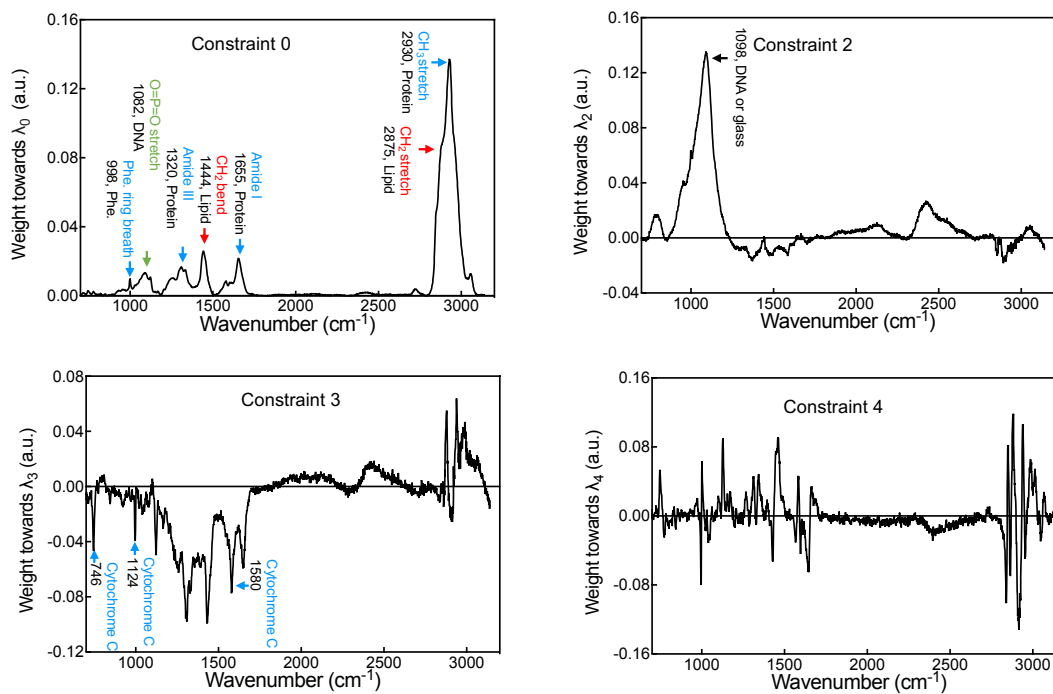 Constraint 0
Weight towards λ0 (a.u.)
0.16
0.12
0.08
0.04
0.00
Phe. ring breath
998, Phe.
O=P=O stretch
1082, DNA
Amide III
1320, Protein
CH2 bend
1444, Lipid
Amide I
1655, Protein
CH3 stretch
2930, Protein
CH2 stretch
2875, Lipid
1000 1500 2000 2500 3000
Wavenumber (cm-1)
Constraint 2
Weight towards λ2 (a.u.)
0.16
0.12
0.08
0.04
0.00
-0.04
1098, DNA or glass
1000 1500 2000 2500 3000
Wavenumber (cm-1)
Constraint 3
Weight towards λ3 (a.u.)
0.08
0.04
0.00
-0.04
-0.08
-0.12
746
Cytochrome C
1124
Cytochrome C
1580
Cytochrome C
1000 1500 2000 2500 3000
Wavenumber (cm-1)
Constraint 4
Weight towards λ4 (a.u.)
0.16
0.08
0.00
-0.08
-0.16
1000 1500 2000 2500 3000
Wavenumber (cm-1)